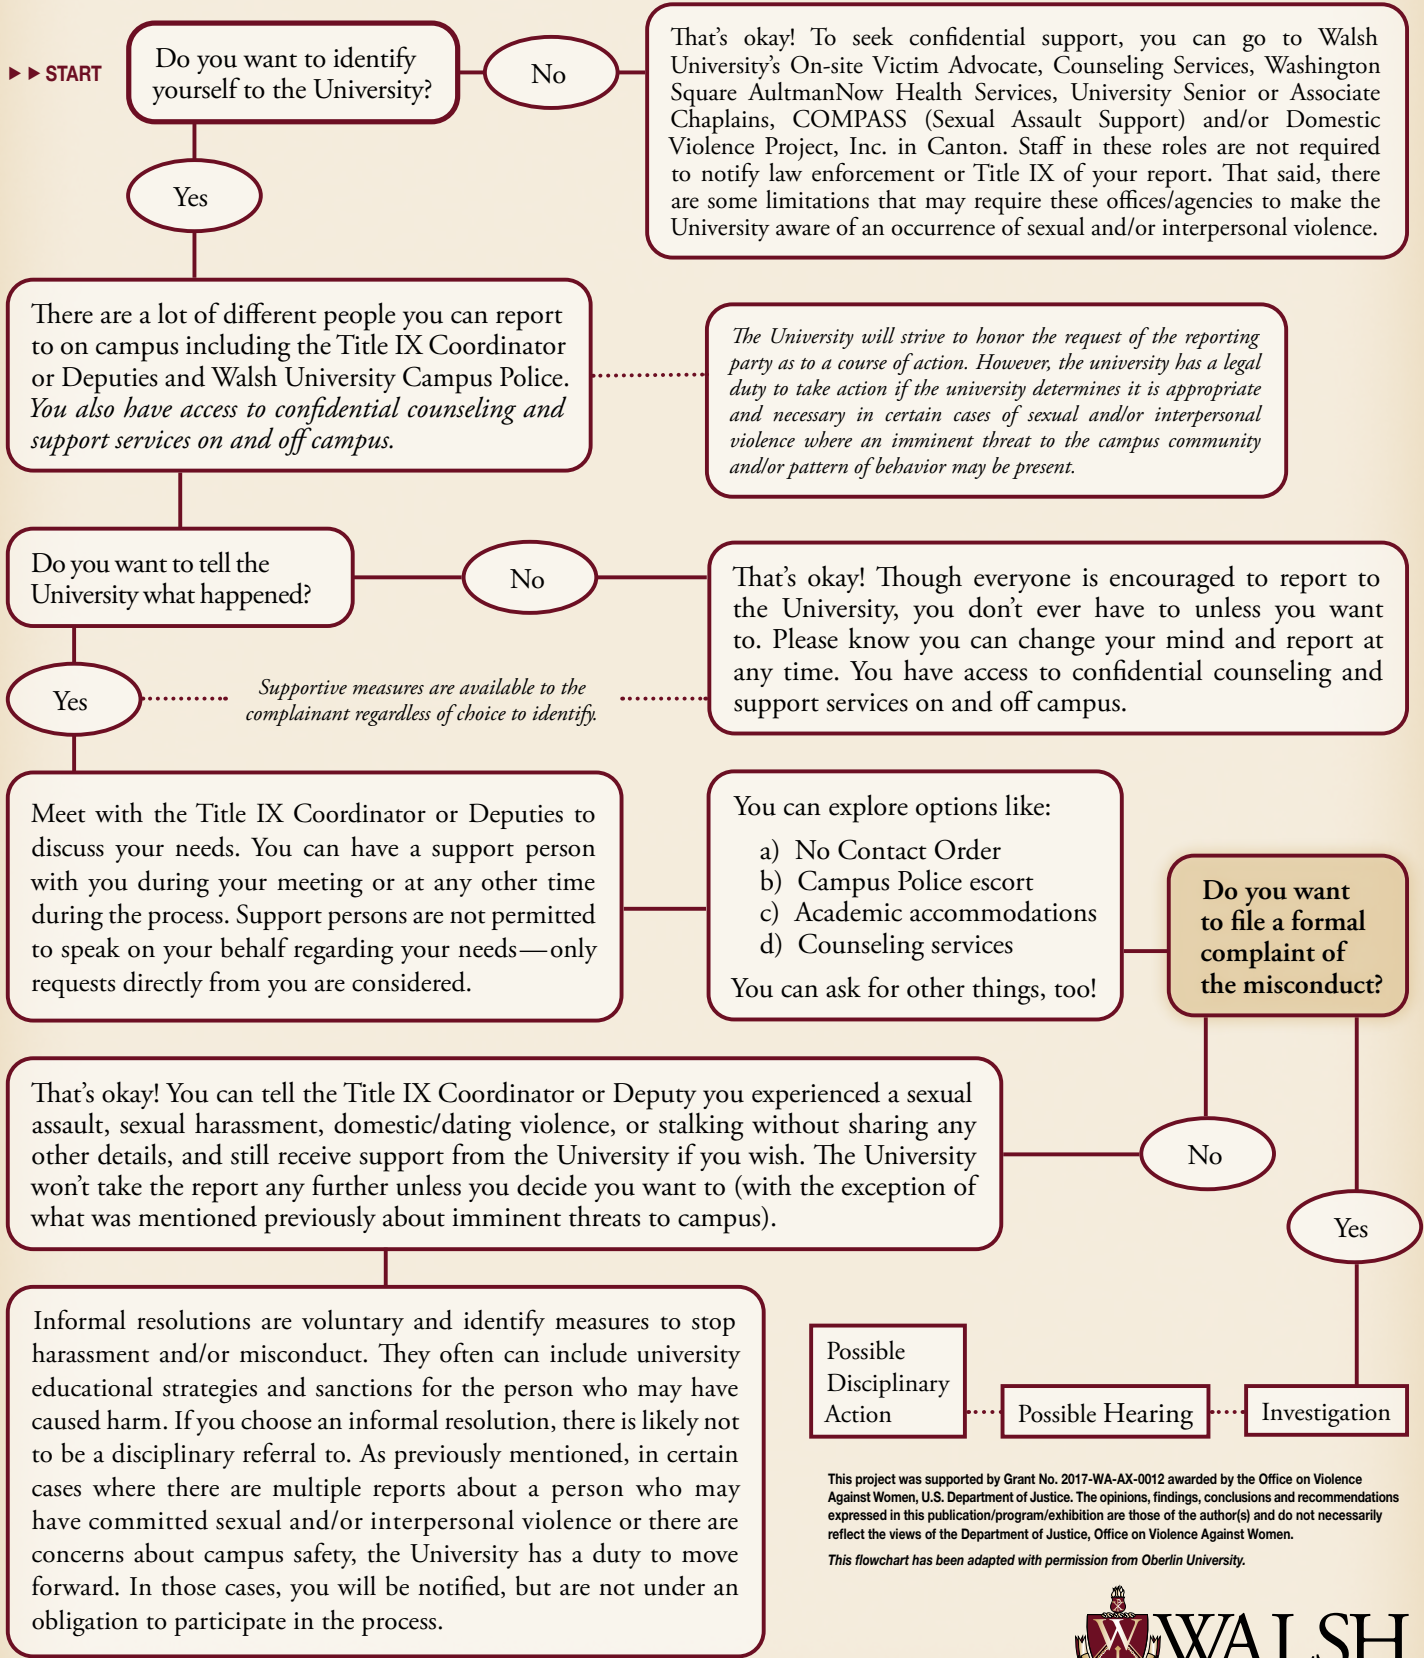 START
Do you want to identify
yourself to the University?
No
That's okay! To seek confidential support, you can go to Walsh
University's On-site Victim Advocate, Counseling Services, Washington
Square AultmanNow Health Services, University Senior or Associate
Chaplains, COMPASS (Sexual Assault Support) and/or Domestic
Violence Project, Inc. in Canton. Staff in these roles are not required
to notify law enforcement or Title IX of your report. That said, there
are some limitations that may require these offices/agencies to make the
University aware of an occurrence of sexual and/or interpersonal violence.
Yes
There are a lot of different people you can report
to on campus including the Title IX Coordinator
or Deputies and Walsh University Campus Police.
You also have access to confidential counseling and
support services on and off campus.
The University will strive to honor the request of the reporting
party as to a course of action. However, the university has a legal
duty to take action if the university determines it is appropriate
and necessary in certain cases of sexual and/or interpersonal
violence where an imminent threat to the campus community
and/or pattern of behavior may be present.
Do you want to tell the
University what happened?
No
That's okay! Though everyone is encouraged to report to
the University, you don't ever have to unless you want
to. Please know you can change your mind and report at
any time. You have access to confidential counseling and
support services on and off campus.
Yes
Supportive measures are available to the
complainant regardless of choice to identify.
Meet with the Title IX Coordinator or Deputies to
discuss your needs. You can have a support person
with you during your meeting or at any other time
during the process. Support persons are not permitted
to speak on your behalf regarding your needs—only
requests directly from you are considered.
You can explore options like:
a) No Contact Order
b) Campus Police escort
c) Academic accommodations
d) Counseling services
You can ask for other things, too!
Do you want
to file a formal
complaint of
the misconduct?
That's okay! You can tell the Title IX Coordinator or Deputy you experienced a sexual
assault, sexual harassment, domestic/dating violence, or stalking without sharing any
other details, and still receive support from the University if you wish. The University
won't take the report any further unless you decide you want to (with the exception of
what was mentioned previously about imminent threats to campus).
No
Yes
Informal resolutions are voluntary and identify measures to stop
harassment and/or misconduct. They often can include university
educational strategies and sanctions for the person who may have
caused harm. If you choose an informal resolution, there is likely not
to be a disciplinary referral to. As previously mentioned, in certain
cases where there are multiple reports about a person who may
have committed sexual and/or interpersonal violence or there are
concerns about campus safety, the University has a duty to move
forward. In those cases, you will be notified, but are not under an
obligation to participate in the process.
Possible
Disciplinary
Action
Possible Hearing
Investigation
This project was supported by Grant No. 2017-WA-AX-0012 awarded by the Office on Violence
Against Women, U.S. Department of Justice. The opinions, findings, conclusions and recommendations
expressed in this publication/program/exhibition are those of the author(s) and do not necessarily
reflect the views of the Department of Justice, Office on Violence Against Women.
This flowchart has been adapted with permission from Oberlin University.
W
WALSH